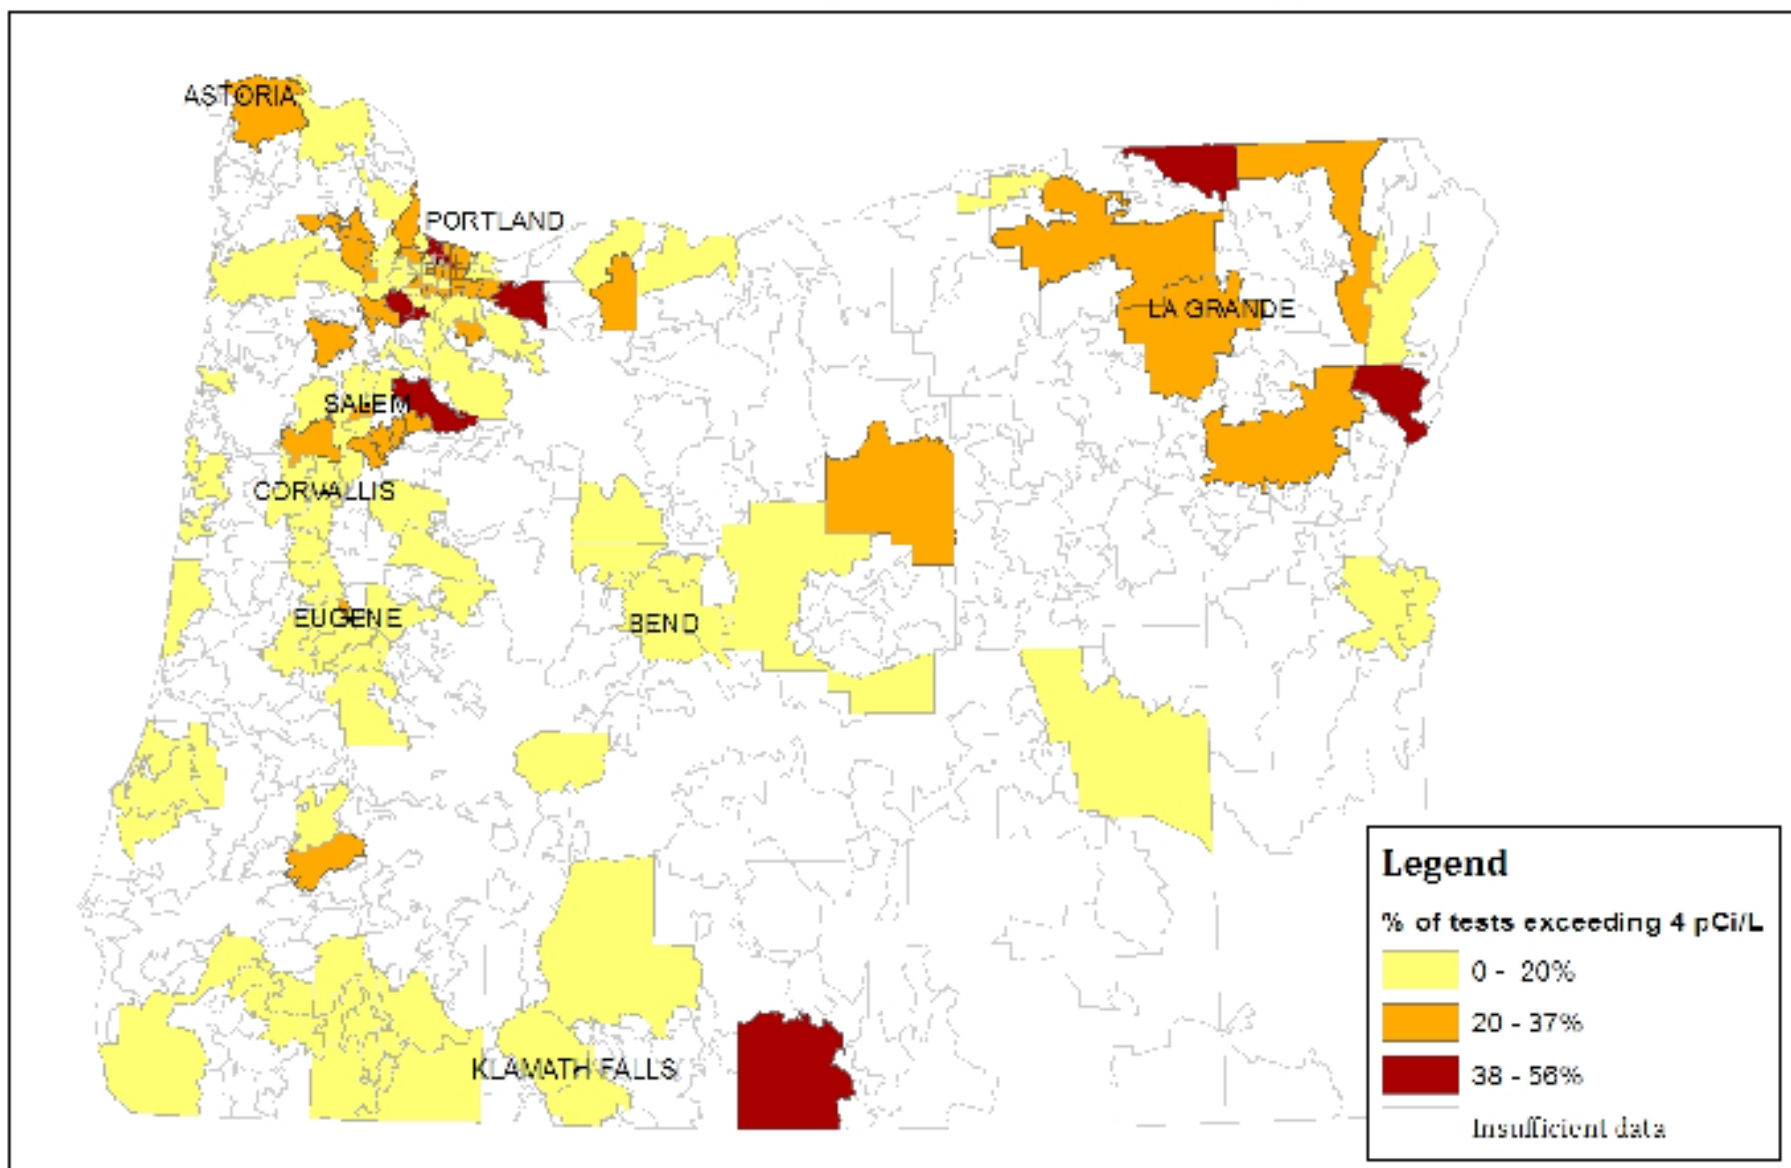 ASTORIA
PORTLAND
LA GRANDE
SALEM
CORVALLIS
EUGENE
BEND
KLAMATH FALLS
Legend
% of tests exceeding 4 pCi/L
0 - 20%
20 - 37%
38 - 56%
Insufficient data